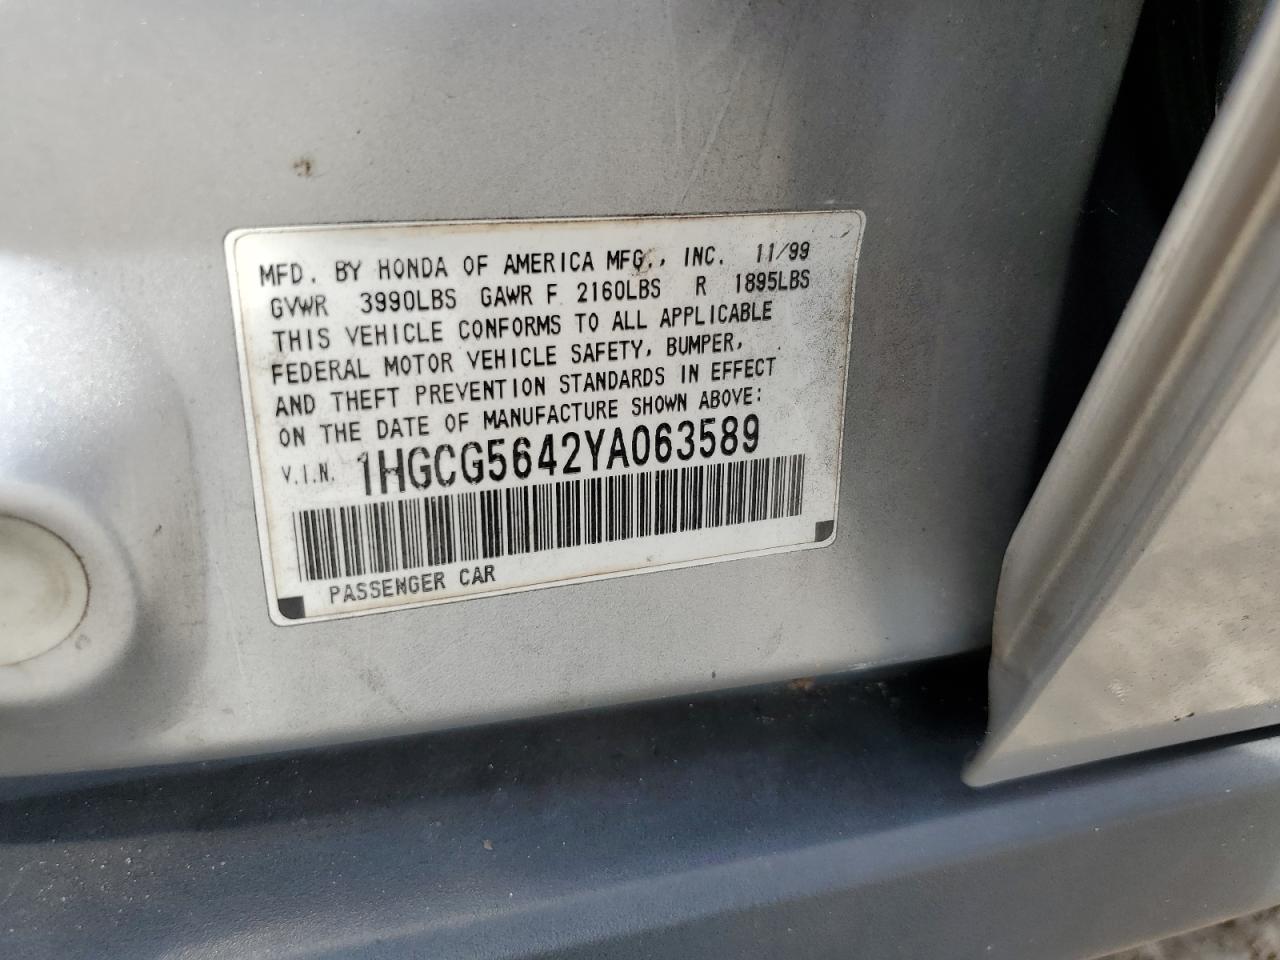 MFD. BY HONDA OF AMERICA MFG., INC. 11/99
GVWR 3990LBS GAWR F 2160LBS R 1895LBS
THIS VEHICLE CONFORMS TO ALL APPLICABLE
FEDERAL MOTOR VEHICLE SAFETY, BUMPER,
AND THEFT PREVENTION STANDARDS IN EFFECT
ON THE DATE OF MANUFACTURE SHOWN ABOVE:
V.I.N. 1HGCG5642YA063589
PASSENGER CAR